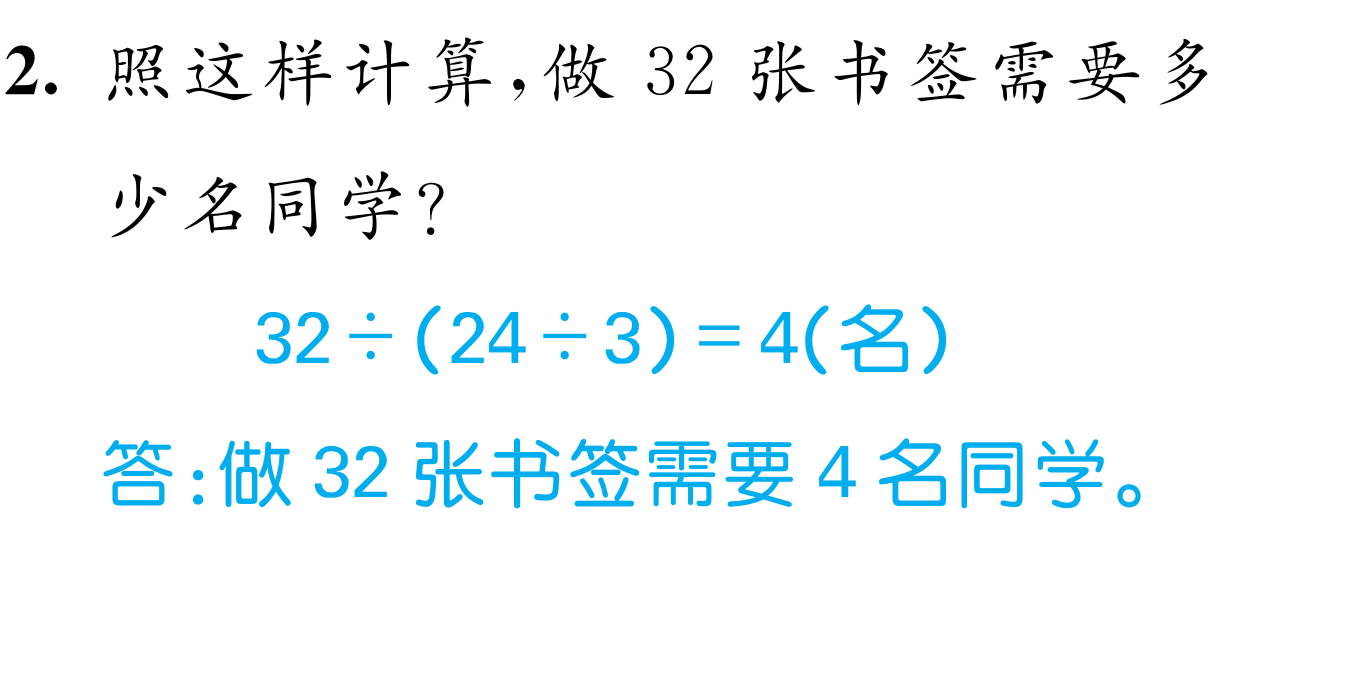 2. 照这样计算,做 32 张书签需要多
少名同学?
32÷(24÷3)=4(名)
答:做 32 张书签需要 4 名同学。